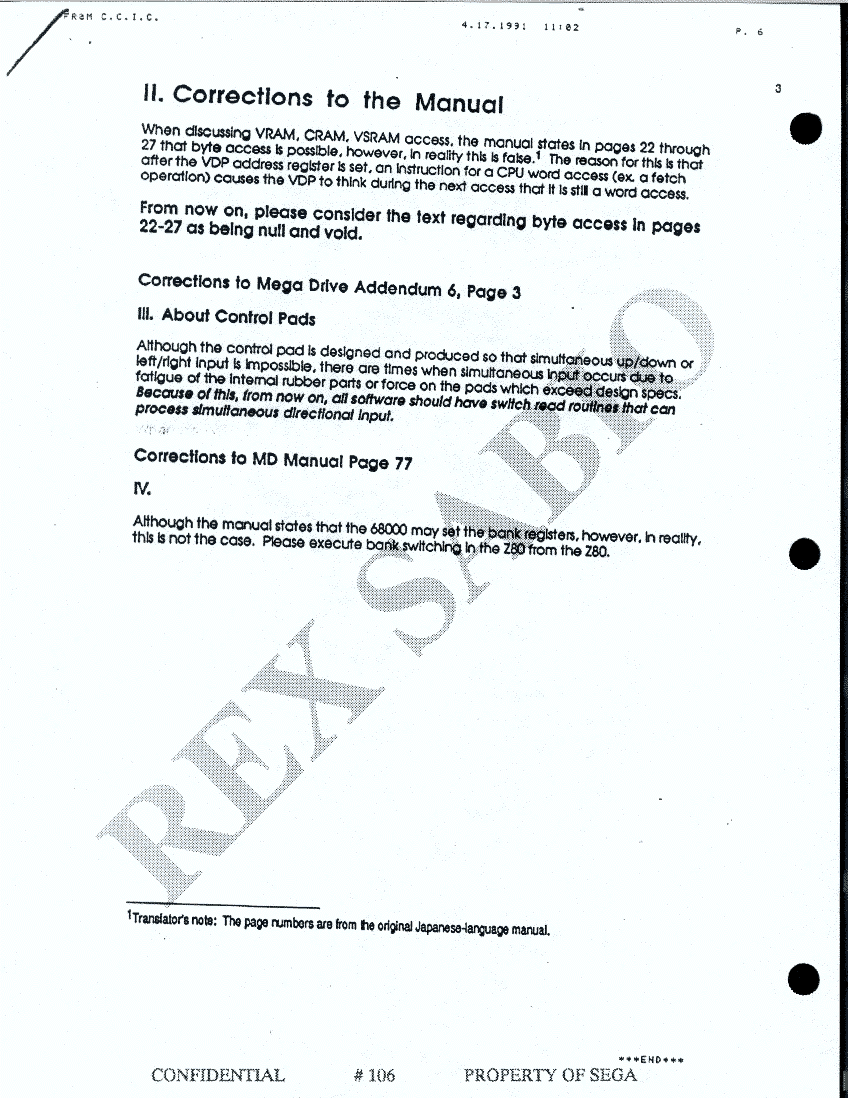 FROM C.C.I.C.
4.17.1991 11:02
P. 6
3
II. Corrections to the Manual
When discussing VRAM, CRAM, VSRAM access, the manual states in pages 22 through
27 that byte access is possible, however, in reality this is false.¹ The reason for this is that
after the VDP address register is set, an instruction for a CPU word access (ex. a fetch
operation) causes the VDP to think during the next access that it is still a word access.
From now on, please consider the text regarding byte access in pages
22-27 as being null and void.
Corrections to Mega Drive Addendum 6, Page 3
III. About Control Pads
Although the control pad is designed and produced so that simultaneous up/down or
left/right input is impossible, there are times when simultaneous input occurs due to
fatigue of the internal rubber parts or force on the pads which exceed design specs.
Because of this, from now on, all software should have switch read routines that can
process simultaneous directional input.
Corrections to MD Manual Page 77
IV.
Although the manual states that the 68000 may set the bank registers, however, in reality,
this is not the case. Please execute bank switching in the Z80 from the Z80.
REX SABIO
¹Translator's note: The page numbers are from the original Japanese-language manual.
***END***
CONFIDENTIAL # 106 PROPERTY OF SEGA